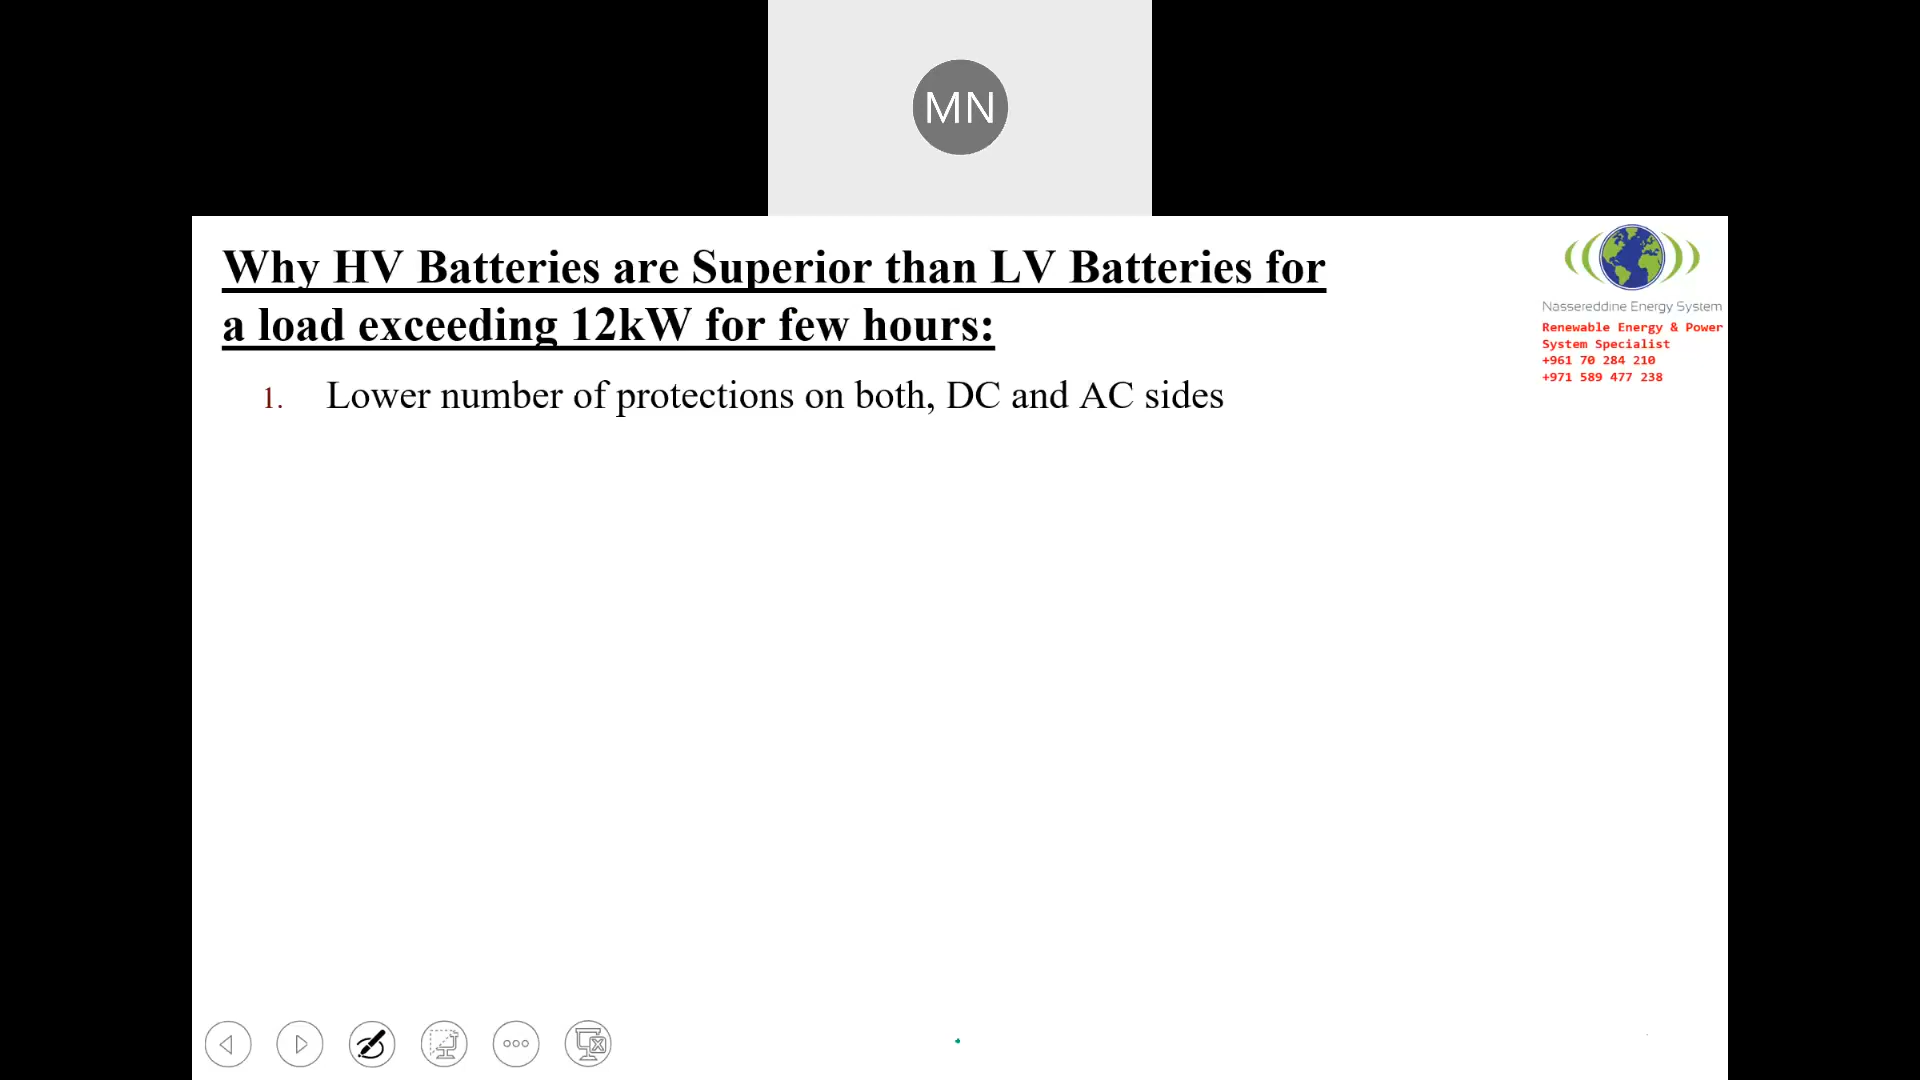 MN
Why HV Batteries are Superior than LV Batteries for
a load exceeding 12kW for few hours:
Nassereddine Energy System
Renewable Energy & Power
System Specialist
+961 70 284 210
+971 589 477 238
1. Lower number of protections on both, DC and AC sides